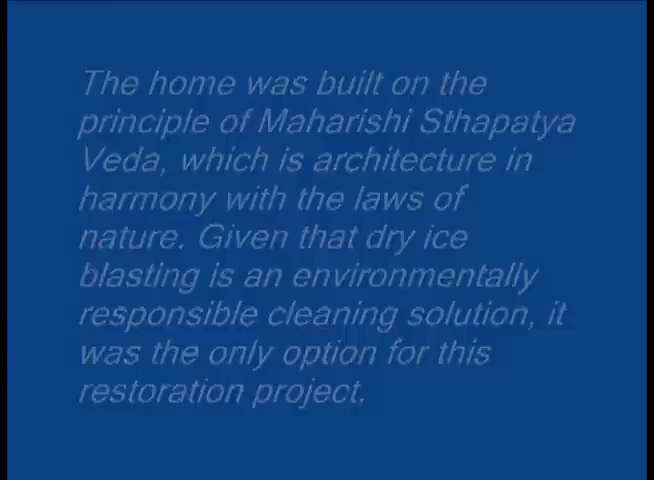 The home was built on the
principle of Maharishi Sthapatya
Veda, which is architecture in
harmony with the laws of
nature. Given that dry ice
blasting is an environmentally
responsible cleaning solution, it
was the only option for this
restoration project.